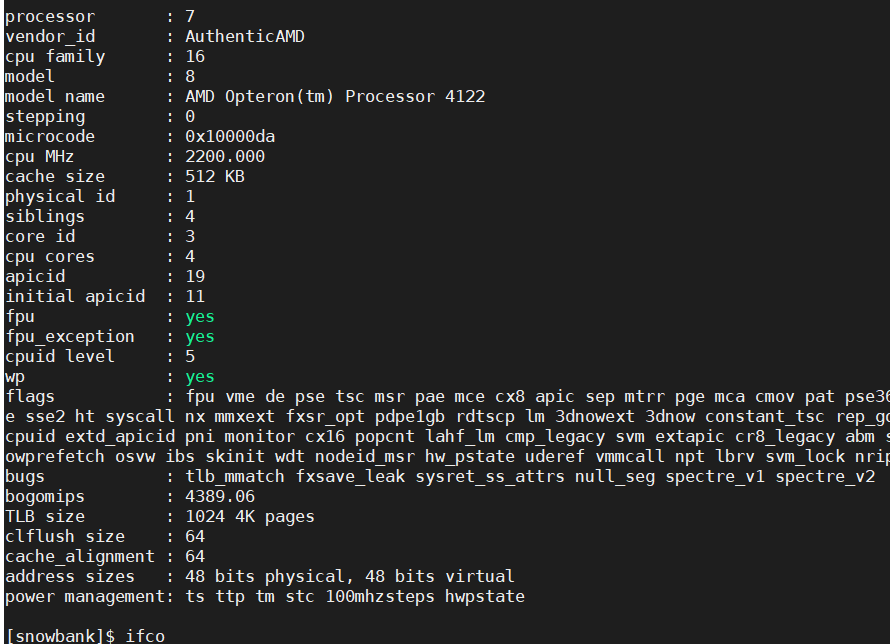 processor : 7
vendor_id : AuthenticAMD
cpu family : 16
model : 8
model name : AMD Opteron(tm) Processor 4122
stepping : 0
microcode : 0x10000da
cpu MHz : 2200.000
cache size : 512 KB
physical id : 1
siblings : 4
core id : 3
cpu cores : 4
apicid : 19
initial apicid : 11
fpu : yes
fpu_exception : yes
cpuid level : 5
wp : yes
flags : fpu vme de pse tsc msr pae mce cx8 apic sep mtrr pge mca cmov pat pse36
e sse2 ht syscall nx mmxext fxsr_opt pdpe1gb rdtscp lm 3dnowext 3dnow constant_tsc rep_go
cpuid extd_apicid pni monitor cx16 popcnt lahf_lm cmp_legacy svm extapic cr8_legacy abm s
owprefetch osvw ibs skinit wdt nodeid_msr hw_pstate uderef vmmcall npt lbrv svm_lock nrip
bugs : tlb_mmatch fxsave_leak sysret_ss_attrs null_seg spectre_v1 spectre_v2
bogomips : 4389.06
TLB size : 1024 4K pages
clflush size : 64
cache_alignment : 64
address sizes : 48 bits physical, 48 bits virtual
power management: ts ttp tm stc 100mhzsteps hwpstate
[snowbank]$ ifco